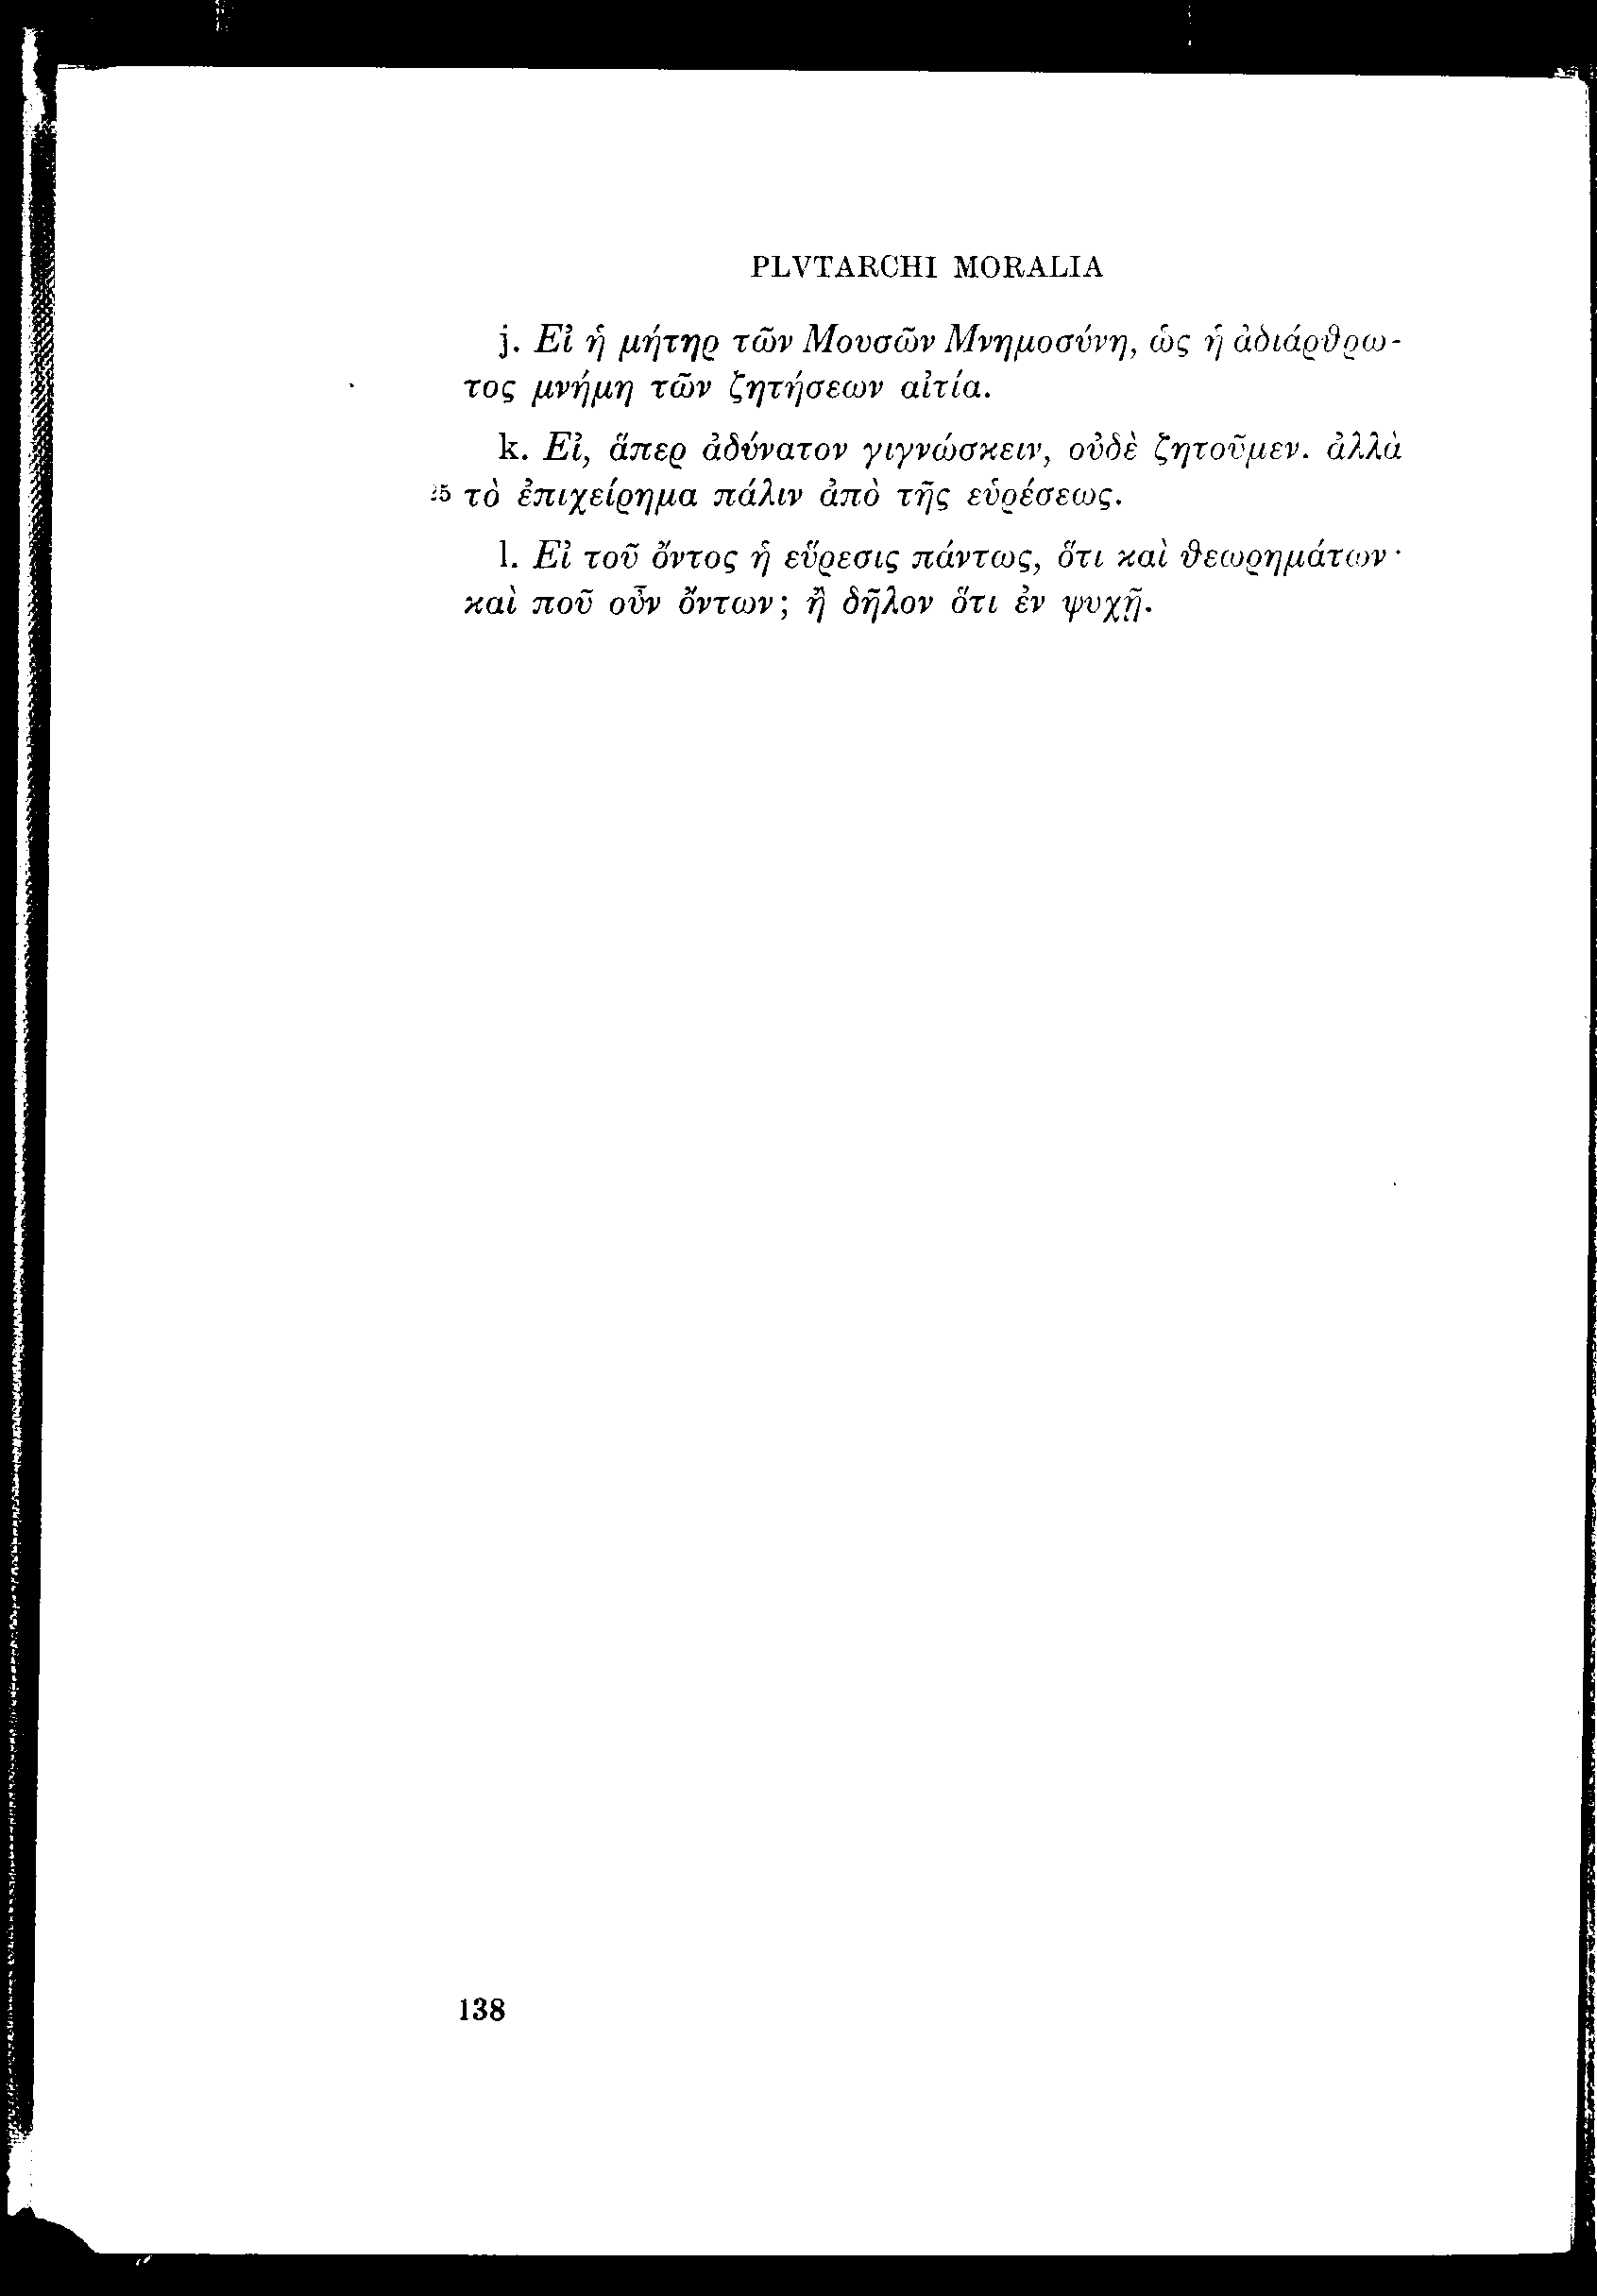 PLVTARCHI MORALIA
j. Εἰ ἡ μήτηρ τῶν Μουσῶν Μνημοσύνη, ὡς ἡ ἀδιάρθρω-
τος μνήμη τῶν ζητήσεων αἰτία.
k. Εἰ, ἅπερ ἀδύνατον γιγνώσκειν, οὐδὲ ζητοῦμεν. ἀλλὰ
τὸ ἐπιχείρημα πάλιν ἀπὸ τῆς εὑρέσεως.
l. Εἰ τοῦ ὄντος ἡ εὕρεσις πάντως, ὅτι καὶ θεωρημάτων·
καὶ ποῦ οὖν ὄντων; ἢ δῆλον ὅτι ἐν ψυχῇ.
138